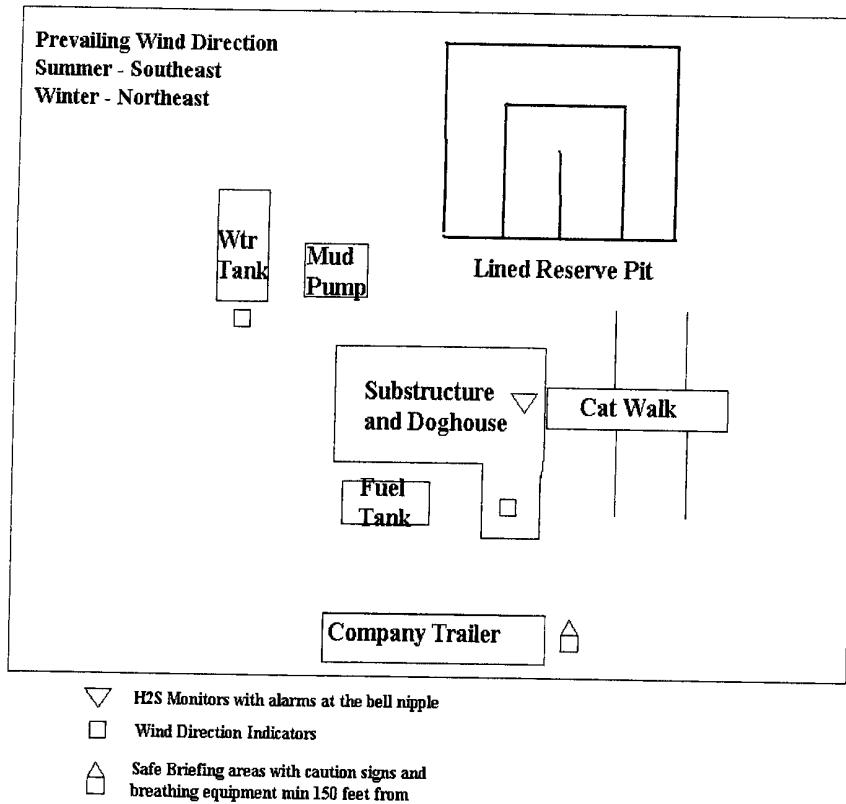 Prevailing Wind Direction
Summer - Southeast
Winter - Northeast
Wtr
Tank
Mud
Pump
Lined Reserve Pit
Substructure
and Doghouse
Cat Walk
Fuel
Tank
Company Trailer
H2S Monitors with alarms at the bell nipple
Wind Direction Indicators
Safe Briefing areas with caution signs and
breathing equipment min 150 feet from